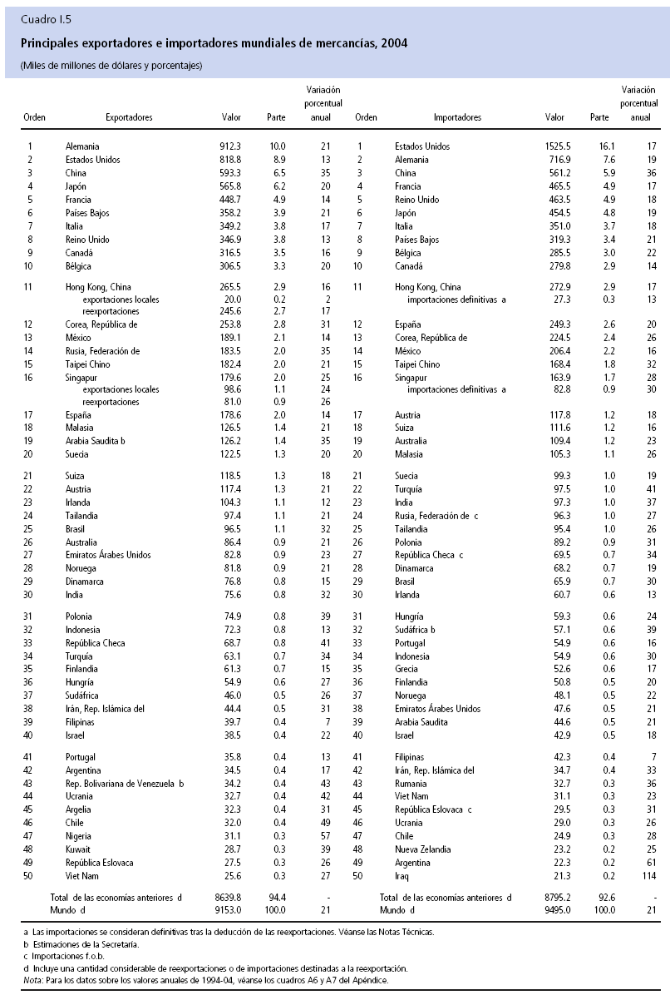 Cuadro I.5
Principales exportadores e importadores mundiales de mercancías, 2004
(Miles de millones de dólares y porcentajes)
Variación Variación
porcentual porcentual
Orden Exportadores Valor Parte anual Orden Importadores Valor Parte anual
1 Alemania 912.3 10.0 21 1 Estados Unidos 1525.5 16.1 17
2 Estados Unidos 818.8 8.9 13 2 Alemania 716.9 7.6 19
3 China 593.3 6.5 35 3 China 561.2 5.9 36
4 Japón 565.8 6.2 20 4 Francia 465.5 4.9 17
5 Francia 448.7 4.9 14 5 Reino Unido 463.5 4.9 18
6 Países Bajos 358.2 3.9 21 6 Japón 454.5 4.8 19
7 Italia 349.2 3.8 17 7 Italia 351.0 3.7 18
8 Reino Unido 346.9 3.8 13 8 Países Bajos 319.3 3.4 21
9 Canadá 316.5 3.5 16 9 Bélgica 285.5 3.0 22
10 Bélgica 306.5 3.3 20 10 Canadá 279.8 2.9 14
11 Hong Kong, China 265.5 2.9 16 11 Hong Kong, China 272.9 2.9 17
exportaciones locales 20.0 0.2 2 importaciones definitivas a 27.3 0.3 13
reexportaciones 245.6 2.7 17
12 Corea, República de 253.8 2.8 31 12 España 249.3 2.6 20
13 México 189.1 2.1 14 13 Corea, República de 224.5 2.4 26
14 Rusia, Federación de 183.5 2.0 35 14 México 206.4 2.2 16
15 Taipei Chino 182.4 2.0 21 15 Taipei Chino 168.4 1.8 32
16 Singapur 179.6 2.0 25 16 Singapur 163.9 1.7 28
exportaciones locales 98.6 1.1 24 importaciones definitivas a 82.8 0.9 30
reexportaciones 81.0 0.9 26
17 España 178.6 2.0 14 17 Austria 117.8 1.2 18
18 Malasia 126.5 1.4 21 18 Suiza 111.6 1.2 16
19 Arabia Saudita b 126.2 1.4 35 19 Australia 109.4 1.2 23
20 Suecia 122.5 1.3 20 20 Malasia 105.3 1.1 26
21 Suiza 118.5 1.3 18 21 Suecia 99.3 1.0 19
22 Austria 117.4 1.3 21 22 Turquía 97.5 1.0 41
23 Irlanda 104.3 1.1 12 23 India 97.3 1.0 37
24 Tailandia 97.4 1.1 21 24 Rusia, Federación de c 96.3 1.0 27
25 Brasil 96.5 1.1 32 25 Tailandia 95.4 1.0 26
26 Australia 86.4 0.9 21 26 Polonia 89.2 0.9 31
27 Emiratos Árabes Unidos 82.8 0.9 23 27 República Checa c 69.5 0.7 34
28 Noruega 81.8 0.9 21 28 Dinamarca 68.2 0.7 19
29 Dinamarca 76.8 0.8 15 29 Brasil 65.9 0.7 30
30 India 75.6 0.8 32 30 Irlanda 60.7 0.6 13
31 Polonia 74.9 0.8 39 31 Hungría 59.3 0.6 24
32 Indonesia 72.3 0.8 13 32 Sudáfrica b 57.1 0.6 39
33 República Checa 68.7 0.8 41 33 Portugal 54.9 0.6 16
34 Turquía 63.1 0.7 34 34 Indonesia 54.9 0.6 30
35 Finlandia 61.3 0.7 15 35 Grecia 52.6 0.6 17
36 Hungría 54.9 0.6 27 36 Finlandia 50.8 0.5 20
37 Sudáfrica 46.0 0.5 26 37 Noruega 48.1 0.5 22
38 Irán, Rep. Islámica del 44.4 0.5 31 38 Emiratos Árabes Unidos 47.6 0.5 21
39 Filipinas 39.7 0.4 7 39 Arabia Saudita 44.6 0.5 21
40 Israel 38.5 0.4 22 40 Israel 42.9 0.5 18
41 Portugal 35.8 0.4 13 41 Filipinas 42.3 0.4 7
42 Argentina 34.5 0.4 17 42 Irán, Rep. Islámica del 34.7 0.4 33
43 Rep. Bolivariana de Venezuela b 34.2 0.4 43 43 Rumania 32.7 0.3 36
44 Ucrania 32.7 0.4 42 44 Viet Nam 31.1 0.3 23
45 Argelia 32.3 0.4 31 45 República Eslovaca c 29.5 0.3 31
46 Chile 32.0 0.4 49 46 Ucrania 29.0 0.3 26
47 Nigeria 31.1 0.3 57 47 Chile 24.9 0.3 28
48 Kuwait 28.7 0.3 39 48 Nueva Zelandia 23.2 0.2 25
49 República Eslovaca 27.5 0.3 26 49 Argentina 22.3 0.2 61
50 Viet Nam 25.6 0.3 27 50 Iraq 21.3 0.2 114
Total de las economías anteriores d 8639.8 94.4 - Total de las economías anteriores d 8795.2 92.6 -
Mundo d 9153.0 100.0 21 Mundo d 9495.0 100.0 21
a Las importaciones se consideran definitivas tras la deducción de las reexportaciones. Véanse las Notas Técnicas.
b Estimaciones de la Secretaría.
c Importaciones f.o.b.
d Incluye una cantidad considerable de reexportaciones o de importaciones destinadas a la reexportación.
Nota: Para los datos sobre los valores anuales de 1994-04, véanse los cuadros A6 y A7 del Apéndice.